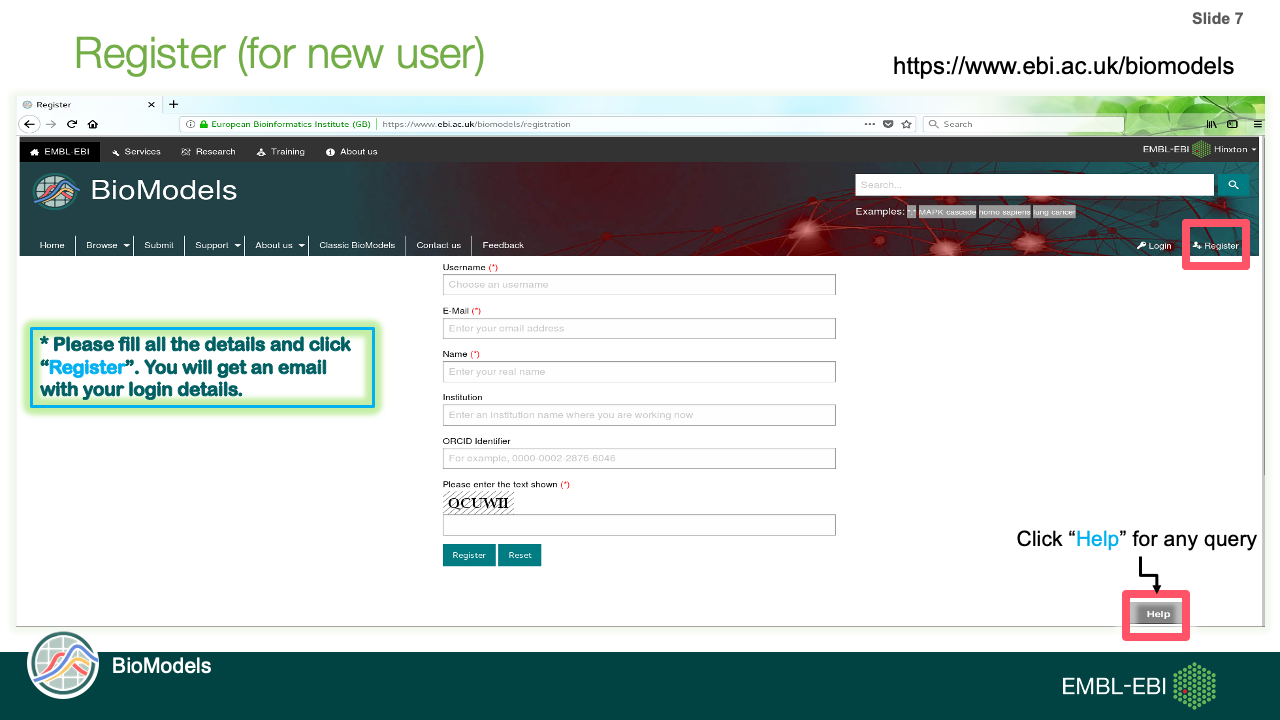 Slide 7
Register (for new user)
https://www.ebi.ac.uk/biomodels
Register × +
European Bioinformatics Institute (GB) https://www.ebi.ac.uk/biomodels/registration ··· Search
EMBL-EBI Services Research Training About us EMBL-EBI Hinxton
BioModels
Search...
Examples: *:* MAPK cascade homo sapiens lung cancer
Home Browse Submit Support About us Classic BioModels Contact us Feedback Login Register
Username (*)
Choose an username
E-Mail (*)
Enter your email address
Name (*)
Enter your real name
Institution
Enter an institution name where you are working now
ORCID Identifier
For example, 0000-0002-2876-6046
Please enter the text shown (*)
QCUWII
Register Reset
* Please fill all the details and click
“Register”. You will get an email
with your login details.
Click “Help” for any query
Help
BioModels
EMBL-EBI